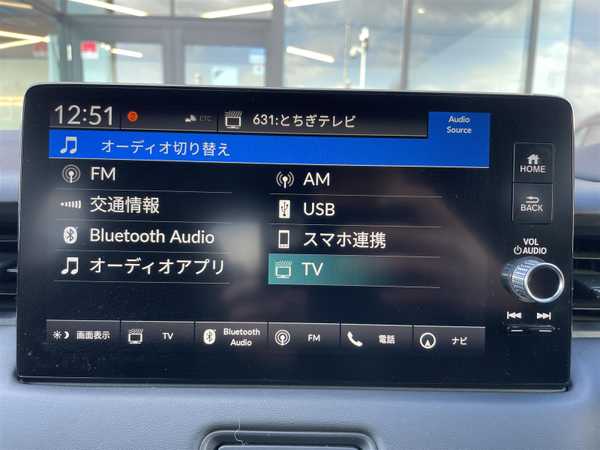 12:51
ETC
631:とちぎテレビ
Audio
Source
オーディオ切り替え
FM
AM
交通情報
USB
Bluetooth Audio
スマホ連携
オーディオアプリ
TV
画面表示
TV
Bluetooth
Audio
FM
電話
ナビ
HOME
BACK
VOL
AUDIO